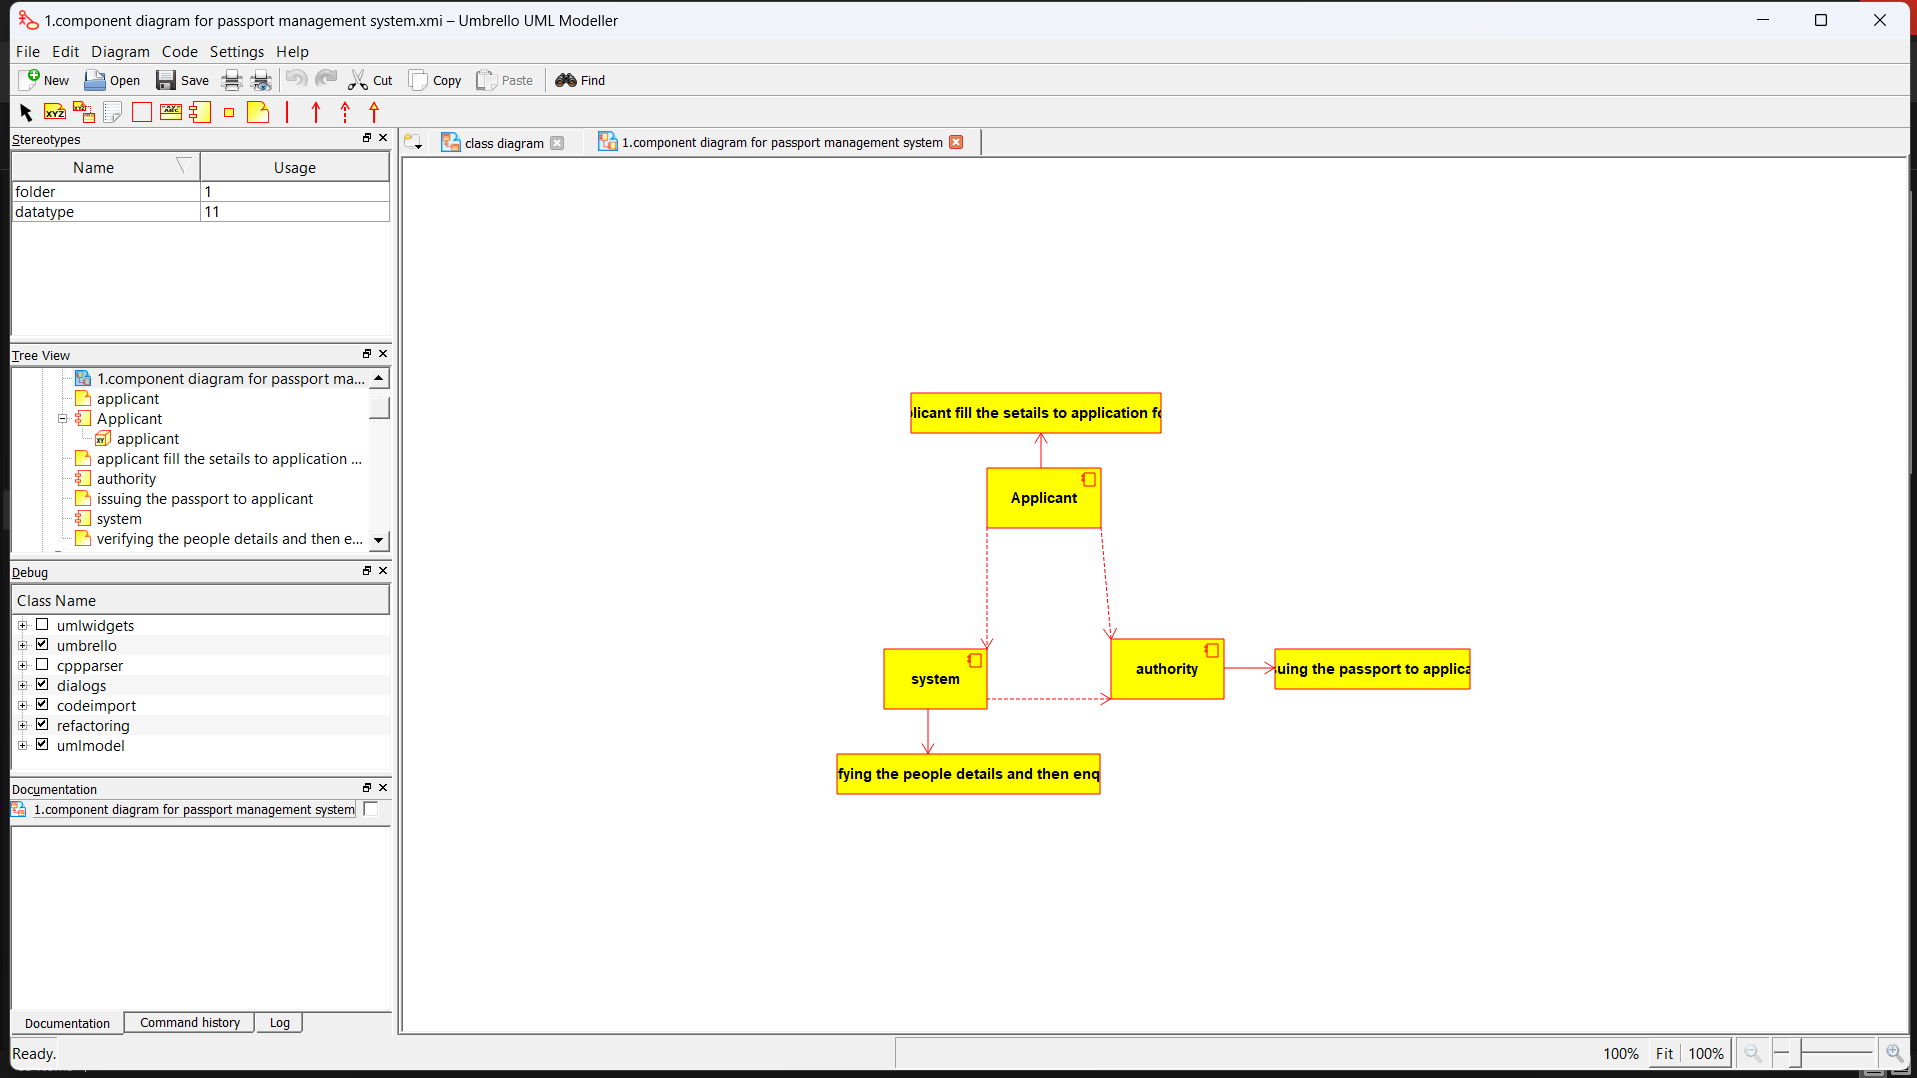 1.component diagram for passport management system.xmi – Umbrello UML Modeller
File Edit Diagram Code Settings Help
New Open Save Cut Copy Paste Find
Stereotypes
Name Usage
folder 1
datatype 11
Tree View
1.component diagram for passport ma...
applicant
Applicant
applicant
applicant fill the setails to application ...
authority
issuing the passport to applicant
system
verifying the people details and then e...
Debug
Class Name
umlwidgets
umbrello
cppparser
dialogs
codeimport
refactoring
umlmodel
Documentation
1.component diagram for passport management system
Documentation Command history Log
Ready.
class diagram 1.component diagram for passport management system
licant fill the setails to application fo
Applicant
system
authority
uing the passport to applica
fying the people details and then enq
100% Fit 100%